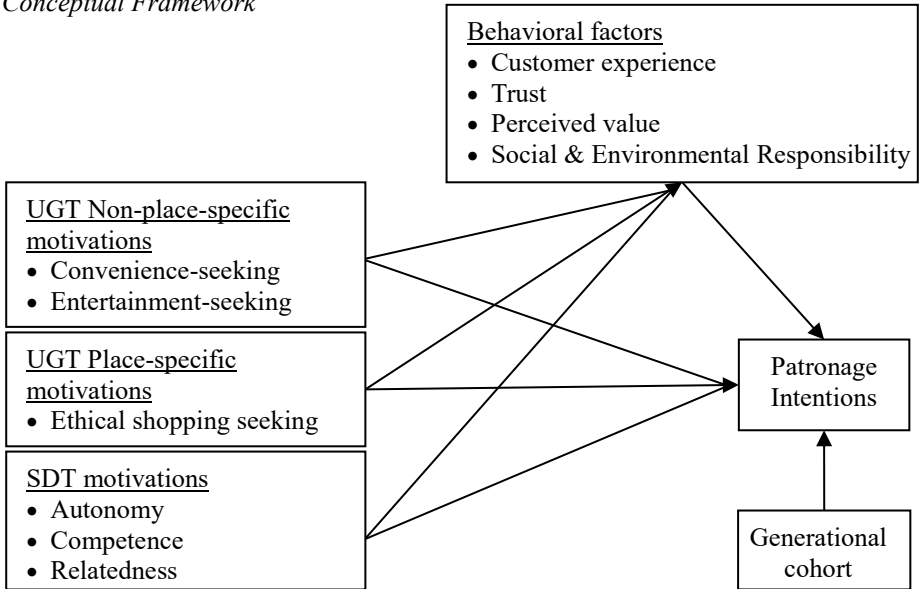 Conceptual Framework
Behavioral factors
• Customer experience
• Trust
• Perceived value
• Social & Environmental Responsibility
UGT Non-place-specific
motivations
• Convenience-seeking
• Entertainment-seeking
UGT Place-specific
motivations
• Ethical shopping seeking
SDT motivations
• Autonomy
• Competence
• Relatedness
Patronage
Intentions
Generational
cohort